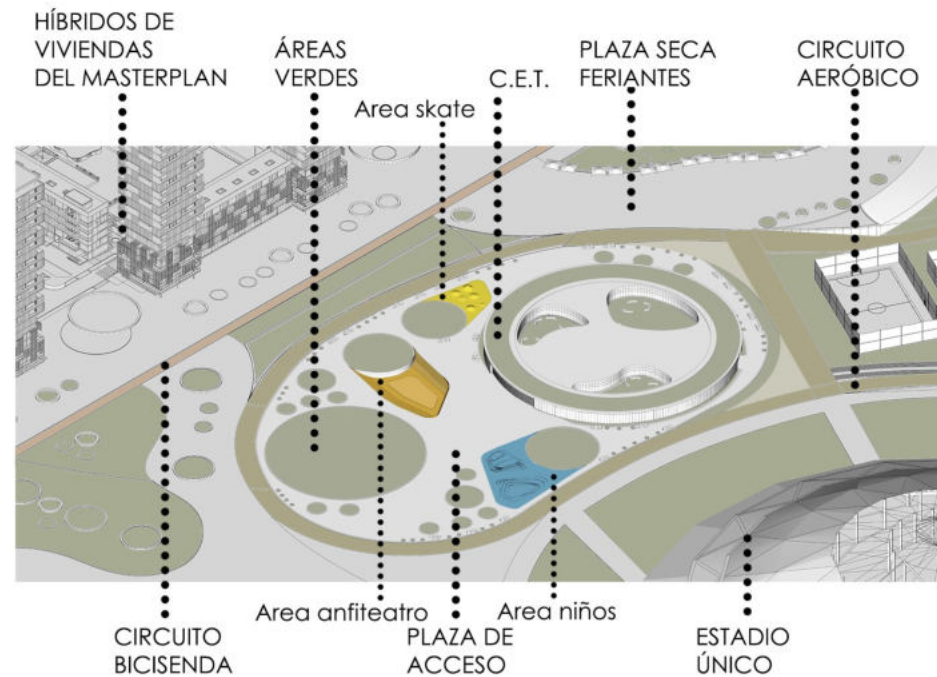 HÍBRIDOS DE
VIVIENDAS
DEL MASTERPLAN
ÁREAS
VERDES
Area skate
C.E.T.
PLAZA SECA
FERIANTES
CIRCUITO
AERÓBICO
CIRCUITO
BICISENDA
Area anfiteatro
PLAZA DE
ACCESO
Area niños
ESTADIO
ÚNICO